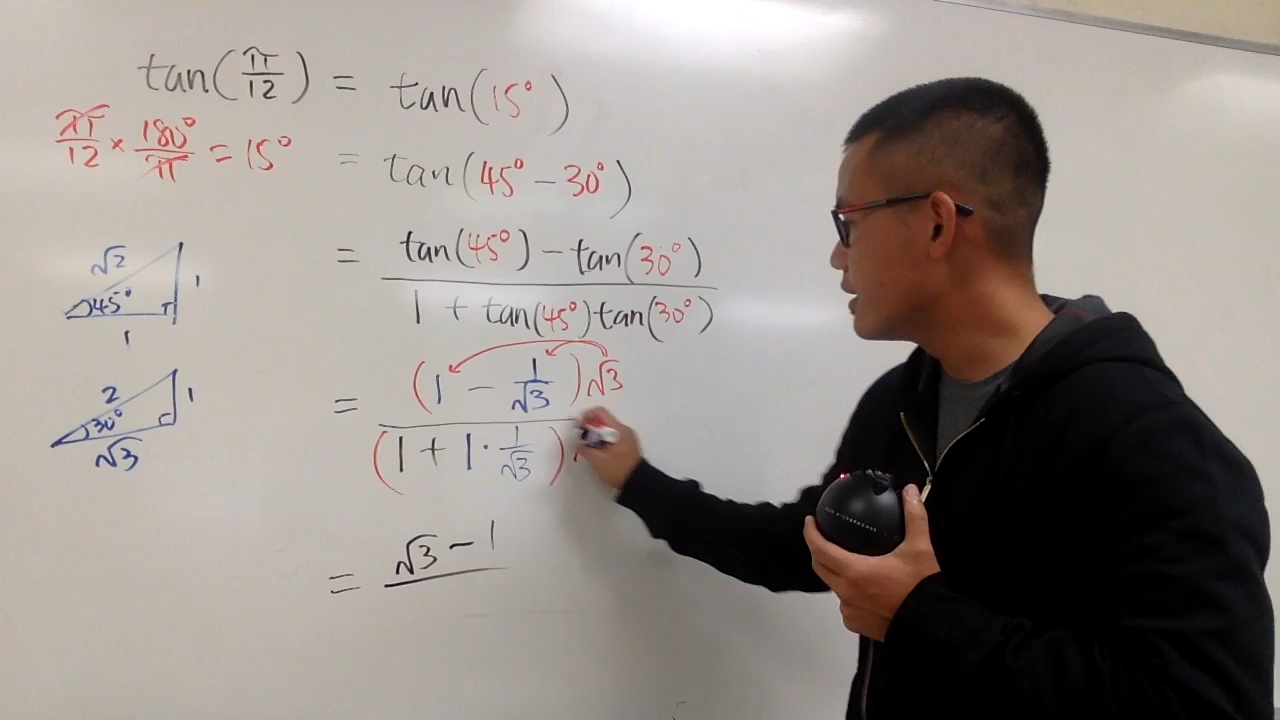 tan(π/12) = tan(15°)
π/12 × 180°/π = 15°
= tan(45° − 30°)
= (tan(45°) − tan(30°))/(1 + tan(45°)tan(30°))
√2
1
45°
1
= (1 − 1/√3)√3
(1 + 1·1/√3)
2
1
30°
√3
= √3 − 1